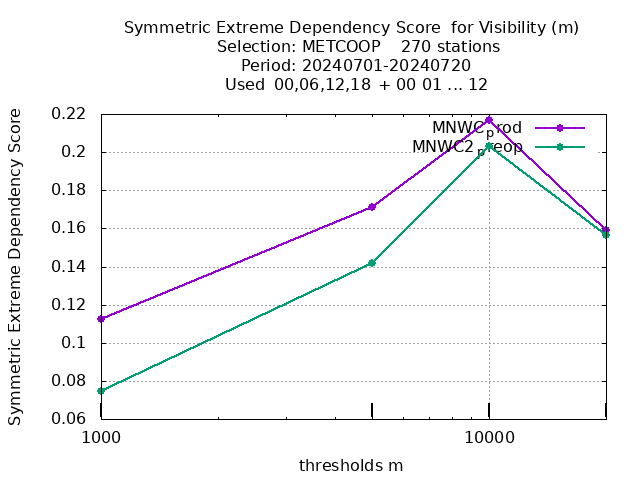 Symmetric Extreme Dependency Score for Visibility (m)
Selection: METCOOP 270 stations
Period: 20240701-20240720
Used 00,06,12,18 + 00 01 ... 12
Symmetric Extreme Dependency Score
0.22
0.2
0.18
0.16
0.14
0.12
0.1
0.08
0.06
MNWC_prod
MNWC2_preop
1000
10000
thresholds m